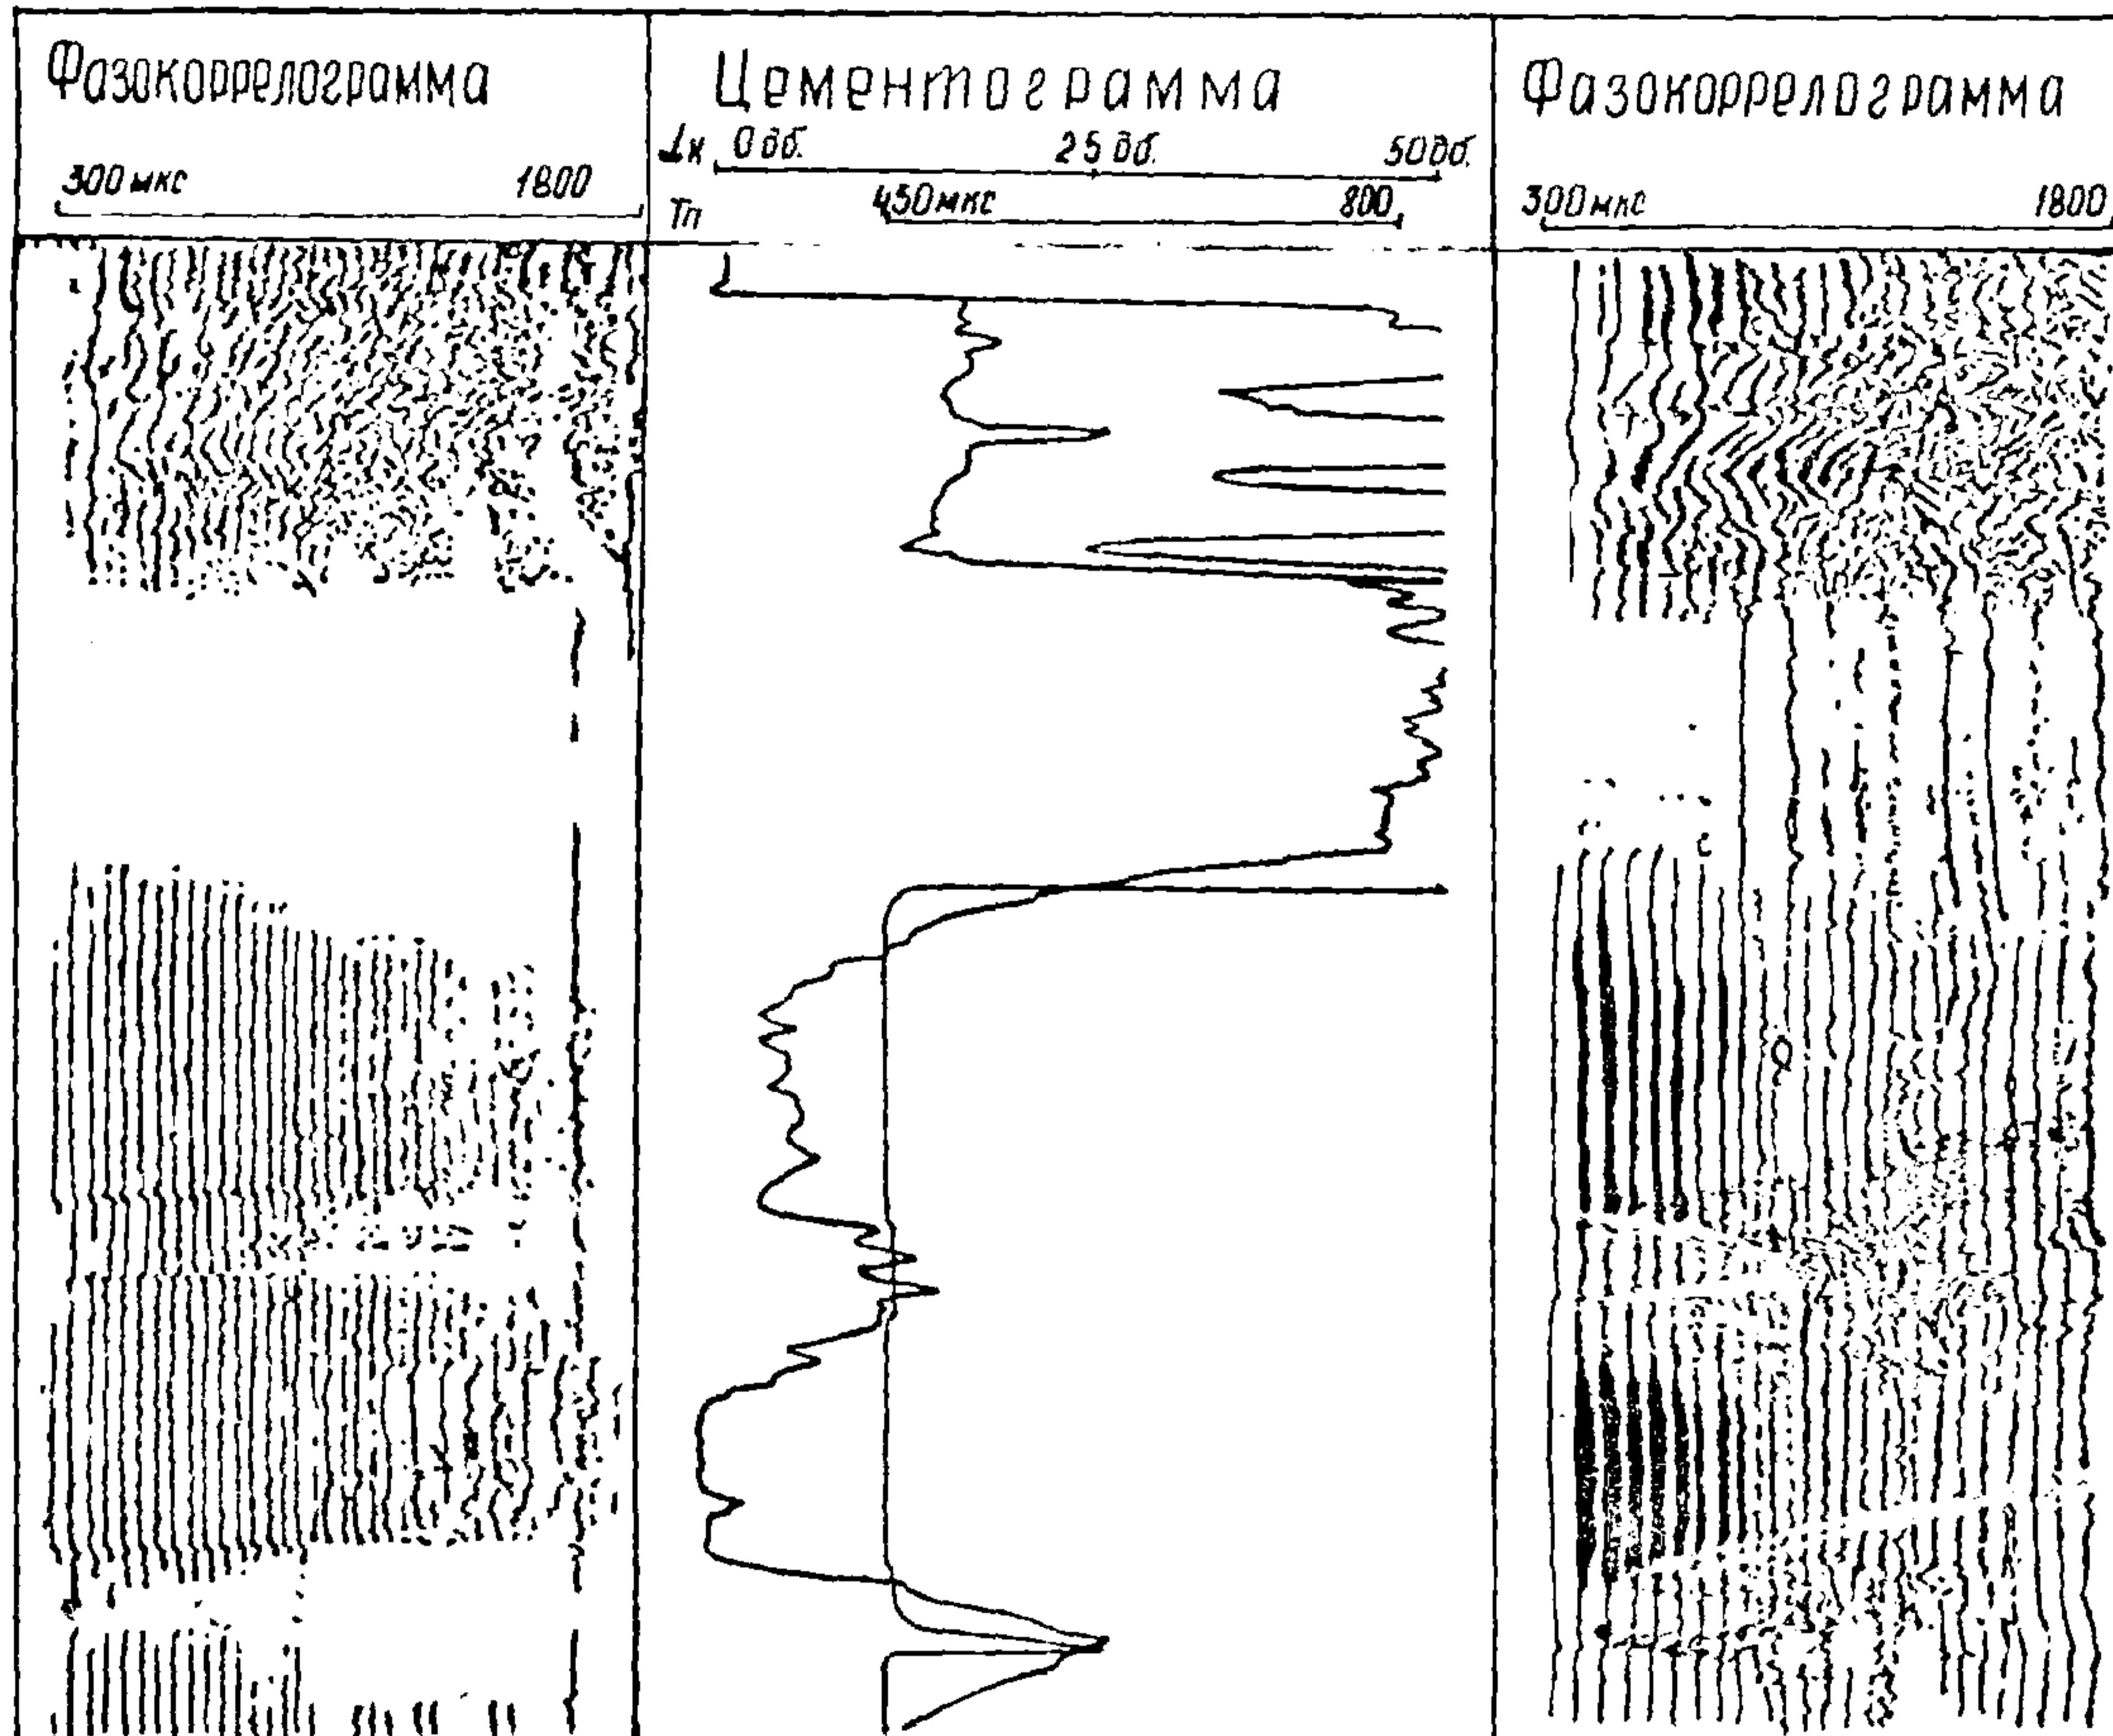 Фазокоррелограмма
300 мкс 1800
Цементограмма
Lк 0 дб. 25 дб. 50 дб.
Тп 450 мкс 800
Фазокоррелограмма
300 мкс 1800